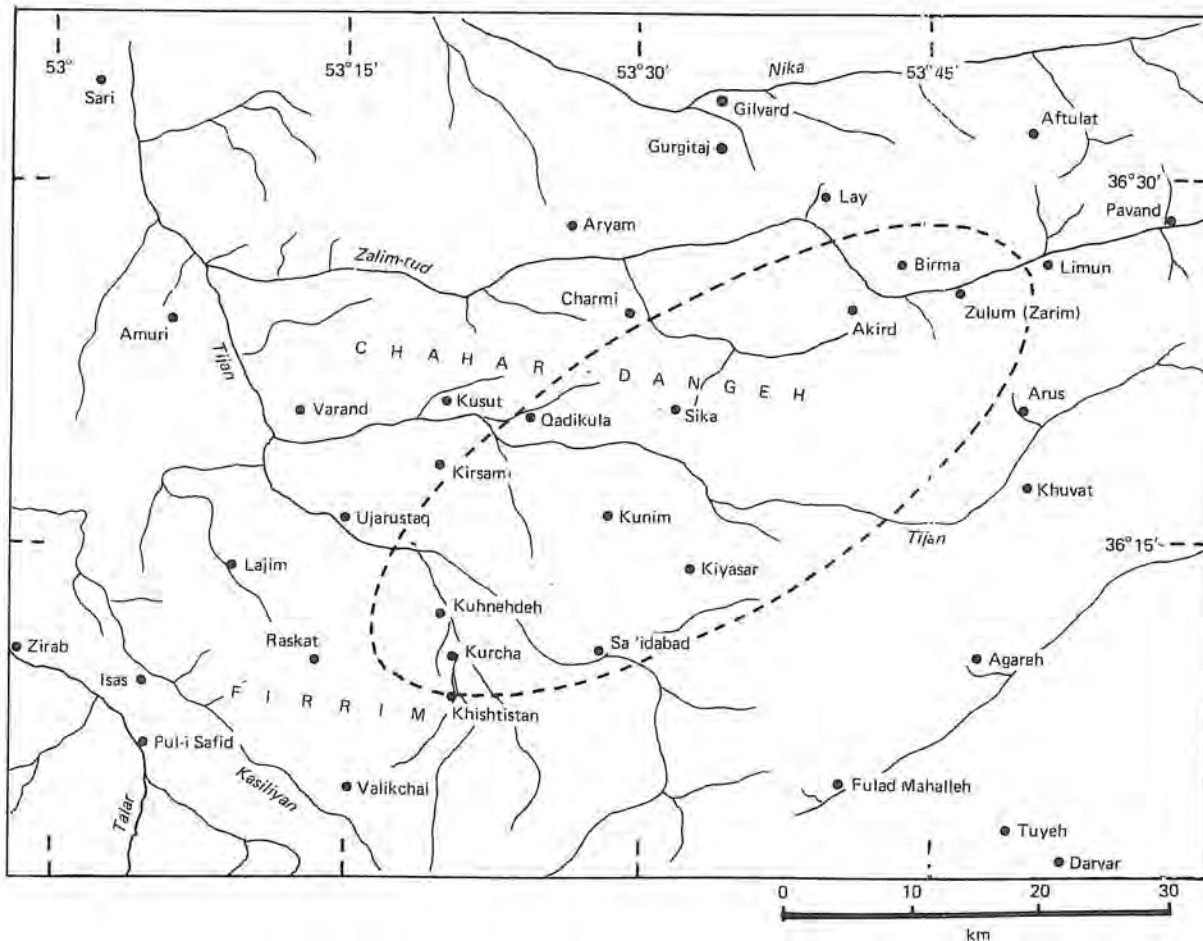 53°
53°15'
53°30'
53°45'
Nika
Sari
Gilvard
Aftulat
Gurgitaj
36°30'
Lay
Pavand
Aryam
Zalim-rud
Birma
Limun
Charmi
Zulum (Zarim)
Amuri
Akird
Tijan
CHAHAR-DANGEH
Varand
Kusut
Qadikula
Sika
Arus
Kirsam
Khuvat
Ujarustaq
Kunim
Tijan
36°15'
Lajim
Kiyasar
Kuhnehdeh
Zirab
Raskat
Kurcha
Sa'idabad
Agareh
Isas
FIRRIM
Khishtistan
Pul-i Safid
Kasiliyan
Valikchal
Fulad Mahalleh
Talar
Tuyeh
Darvar
0 10 20 30
km